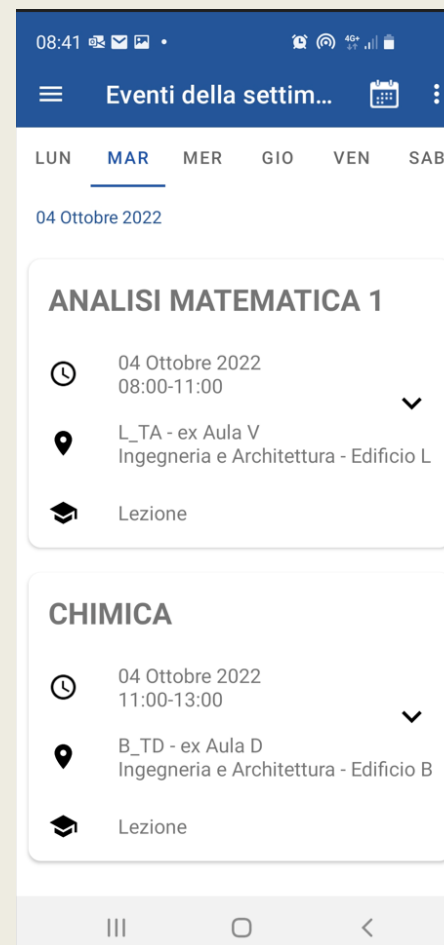 08:41
4G+
Eventi della settim...
LUN MAR MER GIO VEN SAB
04 Ottobre 2022
ANALISI MATEMATICA 1
04 Ottobre 2022
08:00-11:00
L_TA - ex Aula V
Ingegneria e Architettura - Edificio L
Lezione
CHIMICA
04 Ottobre 2022
11:00-13:00
B_TD - ex Aula D
Ingegneria e Architettura - Edificio B
Lezione